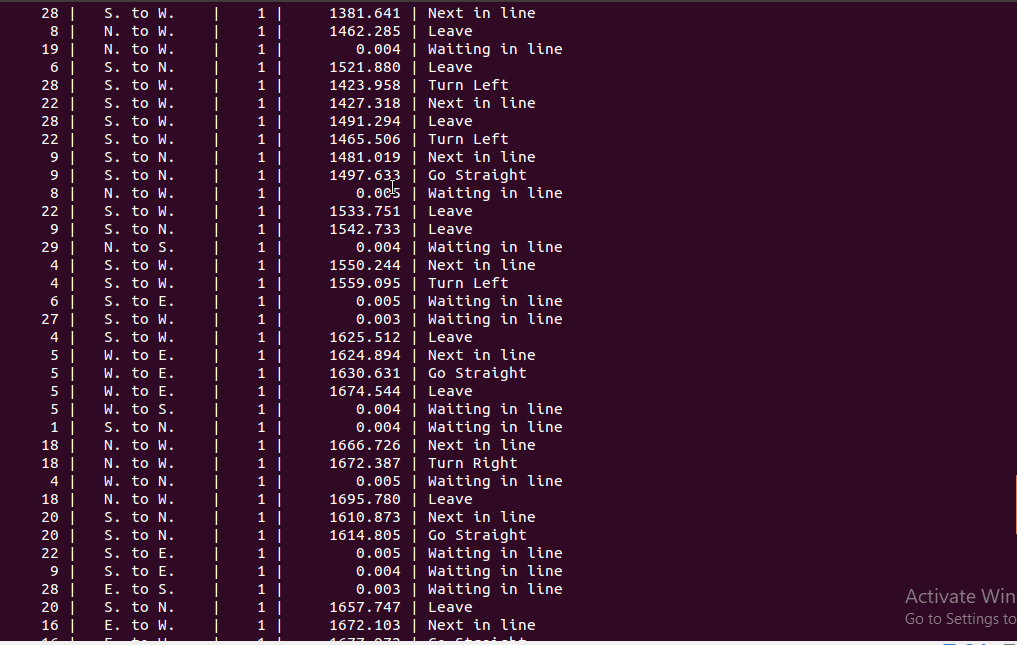 28 | S. to W. | 1 | 1381.641 | Next in line
8 | N. to W. | 1 | 1462.285 | Leave
19 | N. to W. | 1 | 0.004 | Waiting in line
6 | S. to N. | 1 | 1521.880 | Leave
28 | S. to W. | 1 | 1423.958 | Turn Left
22 | S. to W. | 1 | 1427.318 | Next in line
28 | S. to W. | 1 | 1491.294 | Leave
22 | S. to W. | 1 | 1465.506 | Turn Left
9 | S. to N. | 1 | 1481.019 | Next in line
9 | S. to N. | 1 | 1497.633 | Go Straight
8 | N. to W. | 1 | 0.005 | Waiting in line
22 | S. to W. | 1 | 1533.751 | Leave
9 | S. to N. | 1 | 1542.733 | Leave
29 | N. to S. | 1 | 0.004 | Waiting in line
4 | S. to W. | 1 | 1550.244 | Next in line
4 | S. to W. | 1 | 1559.095 | Turn Left
6 | S. to E. | 1 | 0.005 | Waiting in line
27 | S. to W. | 1 | 0.003 | Waiting in line
4 | S. to W. | 1 | 1625.512 | Leave
5 | W. to E. | 1 | 1624.894 | Next in line
5 | W. to E. | 1 | 1630.631 | Go Straight
5 | W. to E. | 1 | 1674.544 | Leave
5 | W. to S. | 1 | 0.004 | Waiting in line
1 | S. to N. | 1 | 0.004 | Waiting in line
18 | N. to W. | 1 | 1666.726 | Next in line
18 | N. to W. | 1 | 1672.387 | Turn Right
4 | W. to N. | 1 | 0.005 | Waiting in line
18 | N. to W. | 1 | 1695.780 | Leave
20 | S. to N. | 1 | 1610.873 | Next in line
20 | S. to N. | 1 | 1614.805 | Go Straight
22 | S. to E. | 1 | 0.005 | Waiting in line
9 | S. to E. | 1 | 0.004 | Waiting in line
28 | E. to S. | 1 | 0.003 | Waiting in line
20 | S. to N. | 1 | 1657.747 | Leave
16 | E. to W. | 1 | 1672.103 | Next in line
Activate Win
Go to Settings to